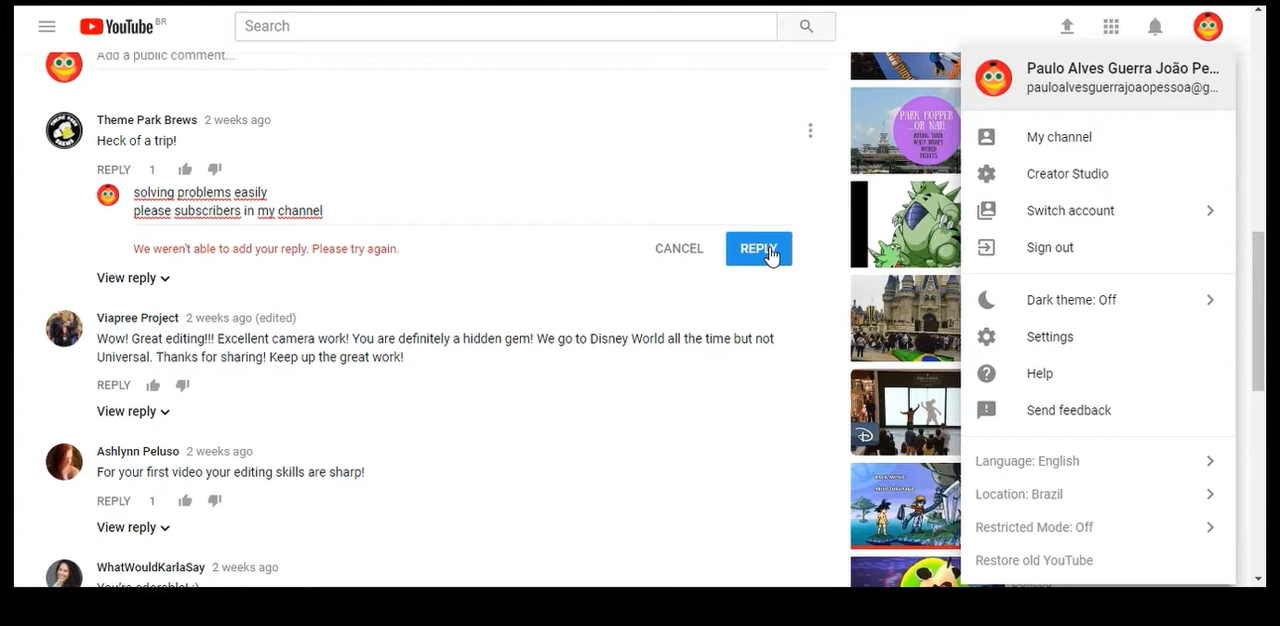 YouTube BR
Search
Add a public comment...
Paulo Alves Guerra João Pe...
pauloalvesguerrajoaopessoa@g...
Theme Park Brews 2 weeks ago
Heck of a trip!
REPLY 1
solving problems easily
please subscribers in my channel
We weren't able to add your reply. Please try again.
CANCEL
REPLY
View reply
Viapree Project 2 weeks ago (edited)
Wow! Great editing!!! Excellent camera work! You are definitely a hidden gem! We go to Disney World all the time but not
Universal. Thanks for sharing! Keep up the great work!
REPLY
View reply
Ashlynn Peluso 2 weeks ago
For your first video your editing skills are sharp!
REPLY 1
View reply
WhatWouldKarlaSay 2 weeks ago
You're adorable! :)
PARK HOPPER
...OR NAH
WALT DISNEY
WORLD
TICKETS
My channel
Creator Studio
Switch account
Sign out
Dark theme: Off
Settings
Help
Send feedback
Language: English
Location: Brazil
Restricted Mode: Off
Restore old YouTube